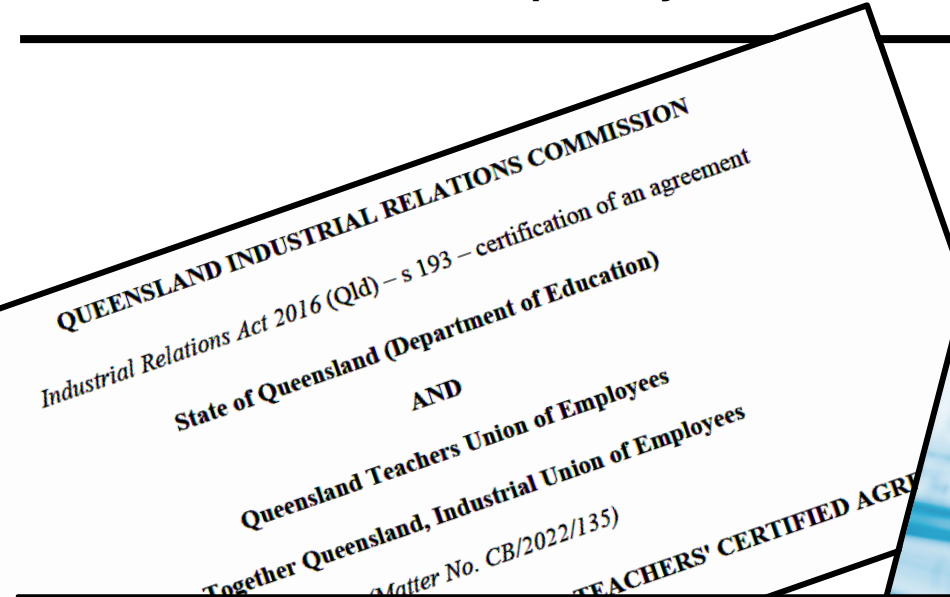 QUEENSLAND INDUSTRIAL RELATIONS COMMISSION
Industrial Relations Act 2016 (Qld) – s 193 – certification of an agreement
State of Queensland (Department of Education)
AND
Queensland Teachers Union of Employees
Together Queensland, Industrial Union of Employees
(Matter No. CB/2022/135)
TEACHERS' CERTIFIED